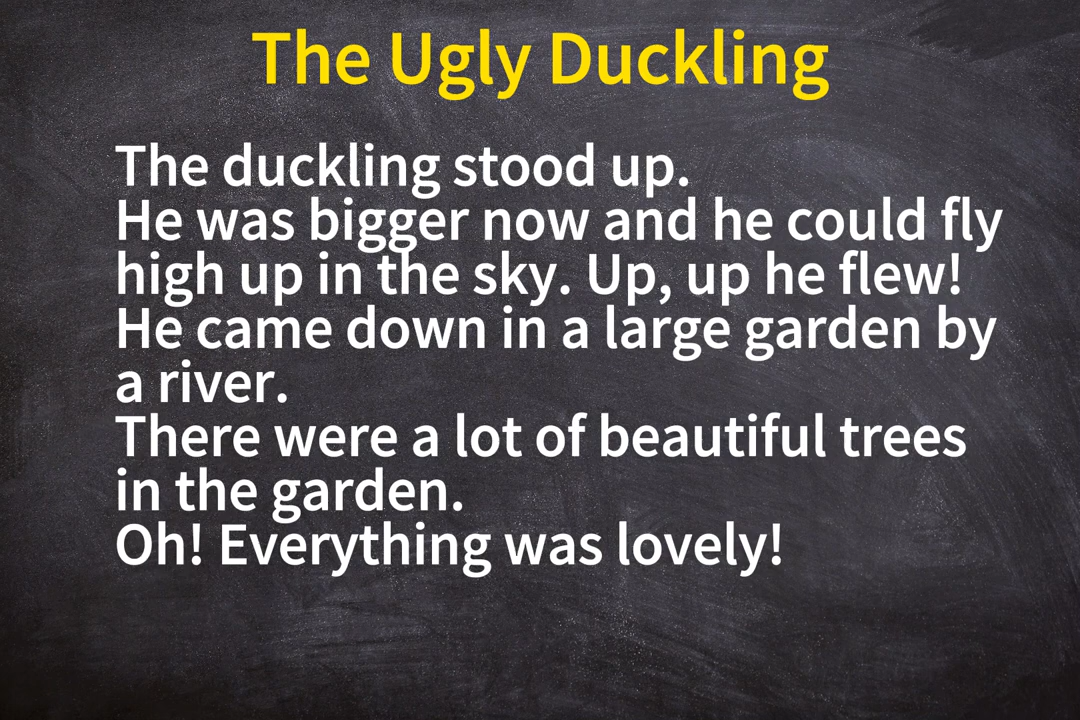 The Ugly Duckling
The duckling stood up.
He was bigger now and he could fly
high up in the sky. Up, up he flew!
He came down in a large garden by
a river.
There were a lot of beautiful trees
in the garden.
Oh! Everything was lovely!